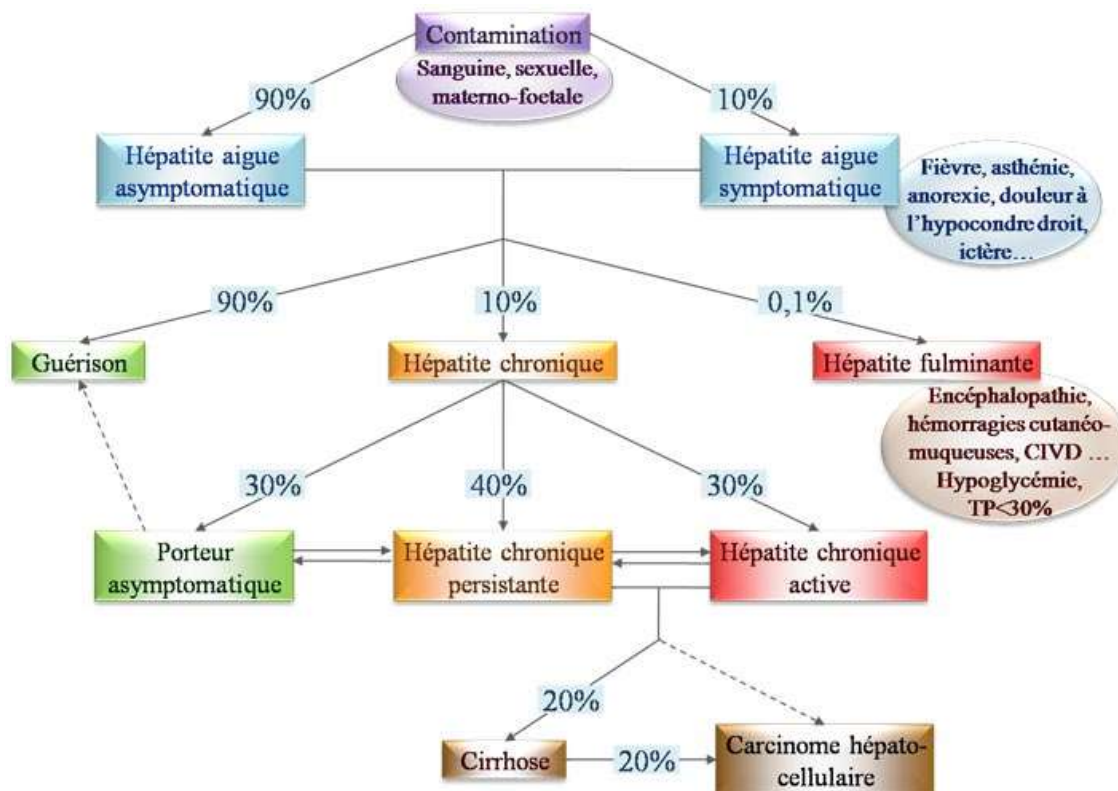 Contamination
Sanguine, sexuelle,
materno-foetale
90%
10%
Hépatite aigue
asymptomatique
Hépatite aigue
symptomatique
Fièvre, asthénie,
anorexie, douleur à
l'hypocondre droit,
ictère…
90%
10%
0,1%
Guérison
Hépatite chronique
Hépatite fulminante
Encéphalopathie,
hémorragies cutanéo-
muqueuses, CIVD …
Hypoglycémie,
TP<30%
30%
40%
30%
Porteur
asymptomatique
Hépatite chronique
persistante
Hépatite chronique
active
20%
Cirrhose
20%
Carcinome hépato-
cellulaire